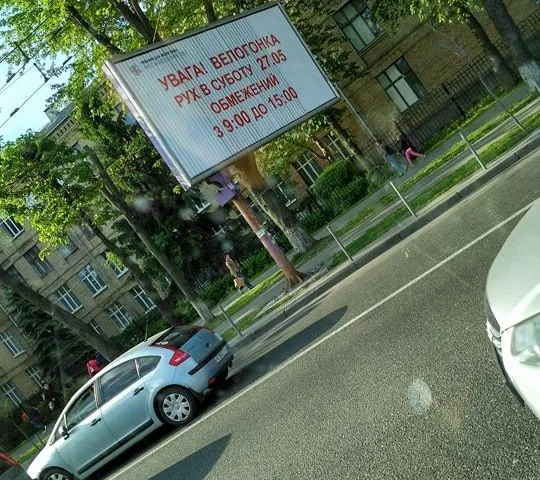 УВАГА! ВЕЛОГОНКА
РУХ В СУБОТУ 27.05
ОБМЕЖЕНИЙ
З 9:00 ДО 15:00